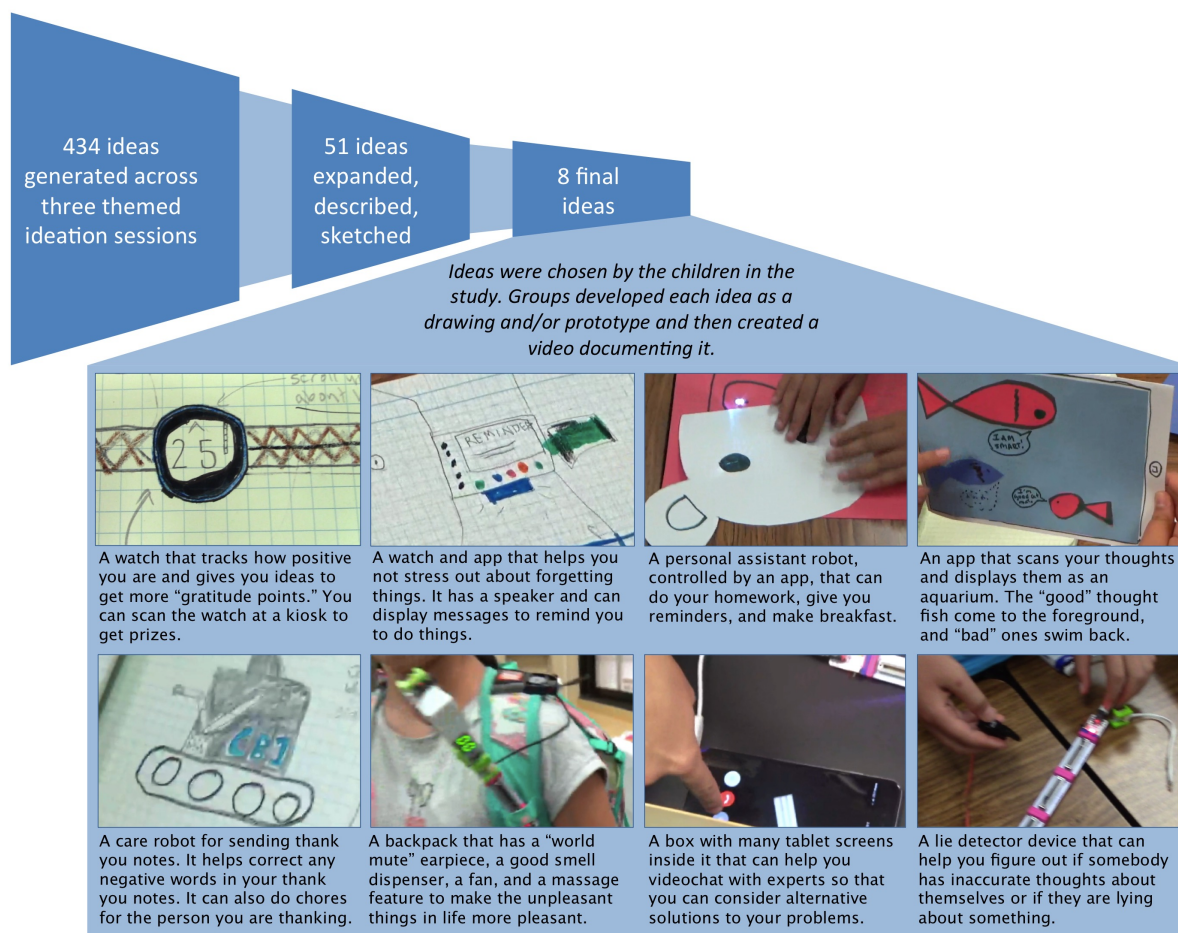 434 ideas
generated across
three themed
ideation sessions
51 ideas
expanded,
described,
sketched
8 final
ideas
Ideas were chosen by the children in the
study. Groups developed each idea as a
drawing and/or prototype and then created a
video documenting it.
scroll
about
25
REMINDER
I AM
SMART.
A watch that tracks how positive
you are and gives you ideas to
get more “gratitude points.” You
can scan the watch at a kiosk to
get prizes.
A watch and app that helps you
not stress out about forgetting
things. It has a speaker and can
display messages to remind you
to do things.
A personal assistant robot,
controlled by an app, that can
do your homework, give you
reminders, and make breakfast.
An app that scans your thoughts
and displays them as an
aquarium. The “good” thought
fish come to the foreground,
and “bad” ones swim back.
CBJ
A care robot for sending thank
you notes. It helps correct any
negative words in your thank
you notes. It can also do chores
for the person you are thanking.
A backpack that has a “world
mute” earpiece, a good smell
dispenser, a fan, and a massage
feature to make the unpleasant
things in life more pleasant.
A box with many tablet screens
inside it that can help you
videochat with experts so that
you can consider alternative
solutions to your problems.
A lie detector device that can
help you figure out if somebody
has inaccurate thoughts about
themselves or if they are lying
about something.